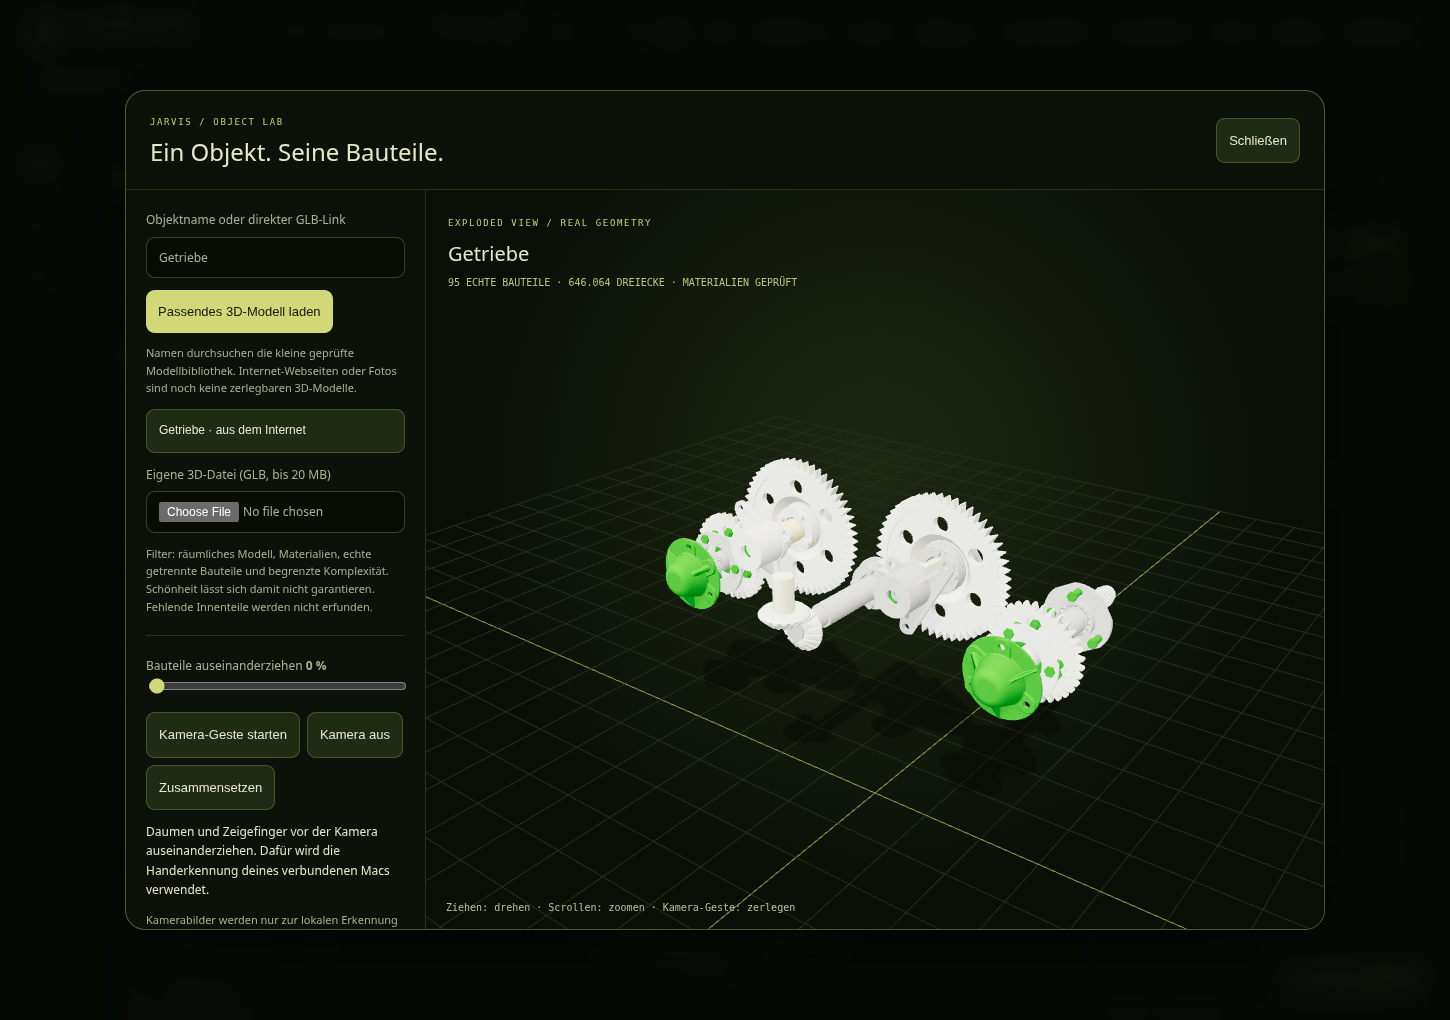 JARVIS / OBJECT LAB
Ein Objekt. Seine Bauteile.
Schließen
Objektname oder direkter GLB-Link
Getriebe
Passendes 3D-Modell laden
Namen durchsuchen die kleine geprüfte
Modellbibliothek. Internet-Webseiten oder Fotos
sind noch keine zerlegbaren 3D-Modelle.
Getriebe · aus dem Internet
Eigene 3D-Datei (GLB, bis 20 MB)
Choose File No file chosen
Filter: räumliches Modell, Materialien, echte
getrennte Bauteile und begrenzte Komplexität.
Schönheit lässt sich damit nicht garantieren.
Fehlende Innenteile werden nicht erfunden.
Bauteile auseinanderziehen 0 %
Kamera-Geste starten
Kamera aus
Zusammensetzen
Daumen und Zeigefinger vor der Kamera
auseinanderziehen. Dafür wird die
Handerkennung deines verbundenen Macs
verwendet.
Kamerabilder werden nur zur lokalen Erkennung
EXPLODED VIEW / REAL GEOMETRY
Getriebe
95 ECHTE BAUTEILE · 646.064 DREIECKE · MATERIALIEN GEPRÜFT
Ziehen: drehen · Scrollen: zoomen · Kamera-Geste: zerlegen